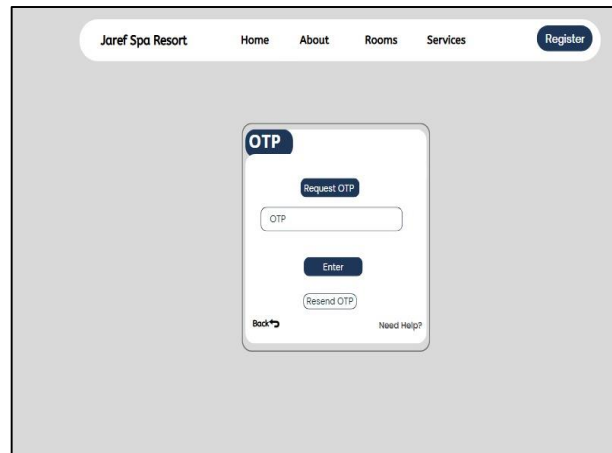 Jaref Spa Resort Home About Rooms Services Register
OTP
Request OTP
OTP
Enter
Resend OTP
Back Need Help?